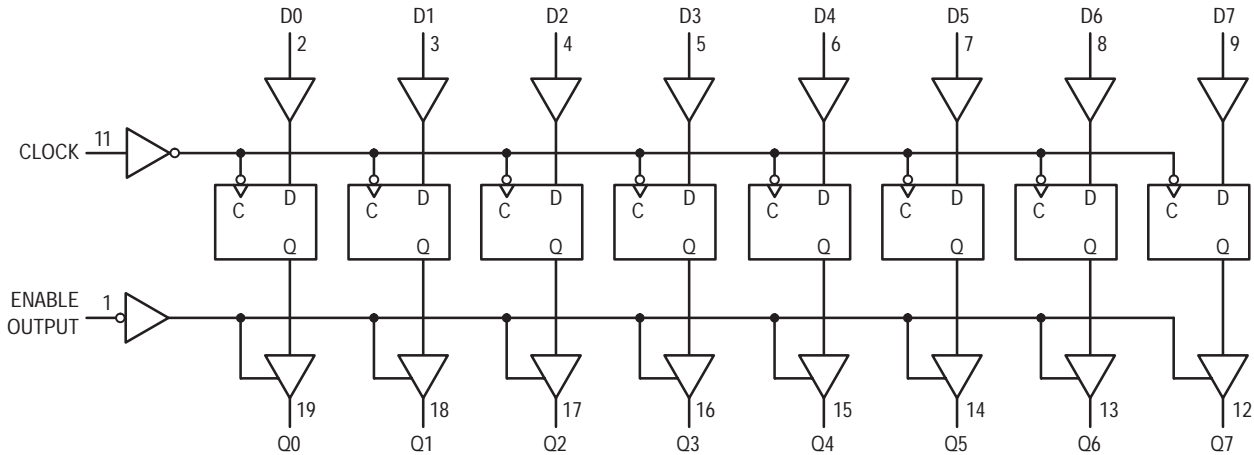 D0 D1 D2 D3 D4 D5 D6 D7
2 3 4 5 6 7 8 9
CLOCK 11
C D C D C D C D C D C D C D C D
Q Q Q Q Q Q Q Q
ENABLE
OUTPUT 1
19 18 17 16 15 14 13 12
Q0 Q1 Q2 Q3 Q4 Q5 Q6 Q7